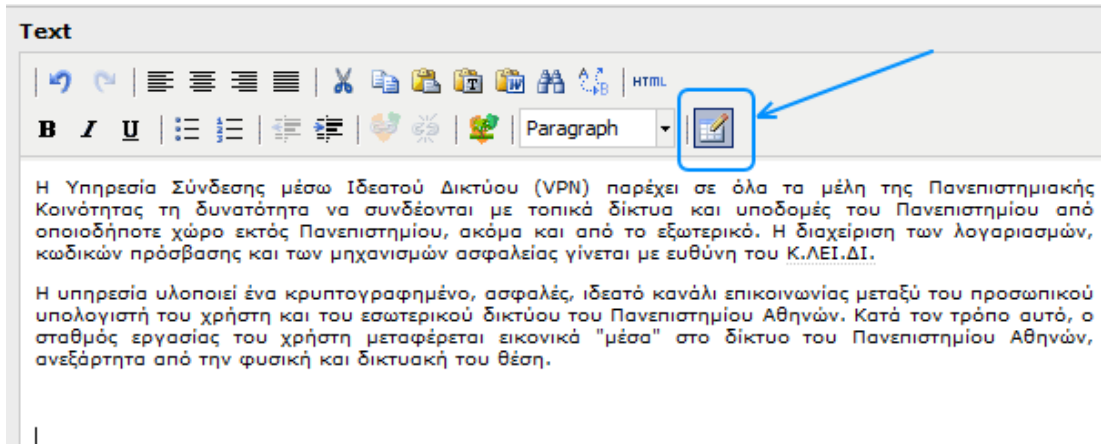 Text
HTML
B I U Paragraph
Η Υπηρεσία Σύνδεσης μέσω Ιδεατού Δικτύου (VPN) παρέχει σε όλα τα μέλη της Πανεπιστημιακής
Κοινότητας τη δυνατότητα να συνδέονται με τοπικά δίκτυα και υποδομές του Πανεπιστημίου από
οποιοδήποτε χώρο εκτός Πανεπιστημίου, ακόμα και από το εξωτερικό. Η διαχείριση των λογαριασμών,
κωδικών πρόσβασης και των μηχανισμών ασφαλείας γίνεται με ευθύνη του Κ.ΛΕΙ.ΔΙ.
Η υπηρεσία υλοποιεί ένα κρυπτογραφημένο, ασφαλές, ιδεατό κανάλι επικοινωνίας μεταξύ του προσωπικού
υπολογιστή του χρήστη και του εσωτερικού δικτύου του Πανεπιστημίου Αθηνών. Κατά τον τρόπο αυτό, ο
σταθμός εργασίας του χρήστη μεταφέρεται εικονικά "μέσα" στο δίκτυο του Πανεπιστημίου Αθηνών,
ανεξάρτητα από την φυσική και δικτυακή του θέση.